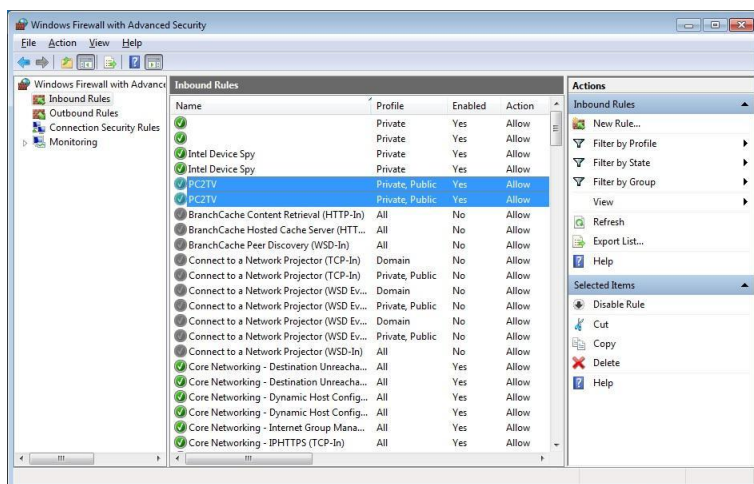 Windows Firewall with Advanced Security
File Action View Help
Windows Firewall with Advance
Inbound Rules
Outbound Rules
Connection Security Rules
Monitoring
Inbound Rules
Name Profile Enabled Action
Private Yes Allow
Private Yes Allow
Intel Device Spy Private Yes Allow
Intel Device Spy Private Yes Allow
PC2TV Private, Public Yes Allow
PC2TV Private, Public Yes Allow
BranchCache Content Retrieval (HTTP-In) All No Allow
BranchCache Hosted Cache Server (HTT... All No Allow
BranchCache Peer Discovery (WSD-In) All No Allow
Connect to a Network Projector (TCP-In) Domain No Allow
Connect to a Network Projector (TCP-In) Private, Public No Allow
Connect to a Network Projector (WSD Ev... Domain No Allow
Connect to a Network Projector (WSD Ev... Private, Public No Allow
Connect to a Network Projector (WSD Ev... Domain No Allow
Connect to a Network Projector (WSD Ev... Private, Public No Allow
Connect to a Network Projector (WSD-In) All No Allow
Core Networking - Destination Unreacha... All Yes Allow
Core Networking - Destination Unreacha... All Yes Allow
Core Networking - Dynamic Host Config... All Yes Allow
Core Networking - Dynamic Host Config... All Yes Allow
Core Networking - Internet Group Mana... All Yes Allow
Core Networking - IPHTTPS (TCP-In) All Yes Allow
Actions
Inbound Rules
New Rule...
Filter by Profile
Filter by State
Filter by Group
View
Refresh
Export List...
Help
Selected Items
Disable Rule
Cut
Copy
Delete
Help